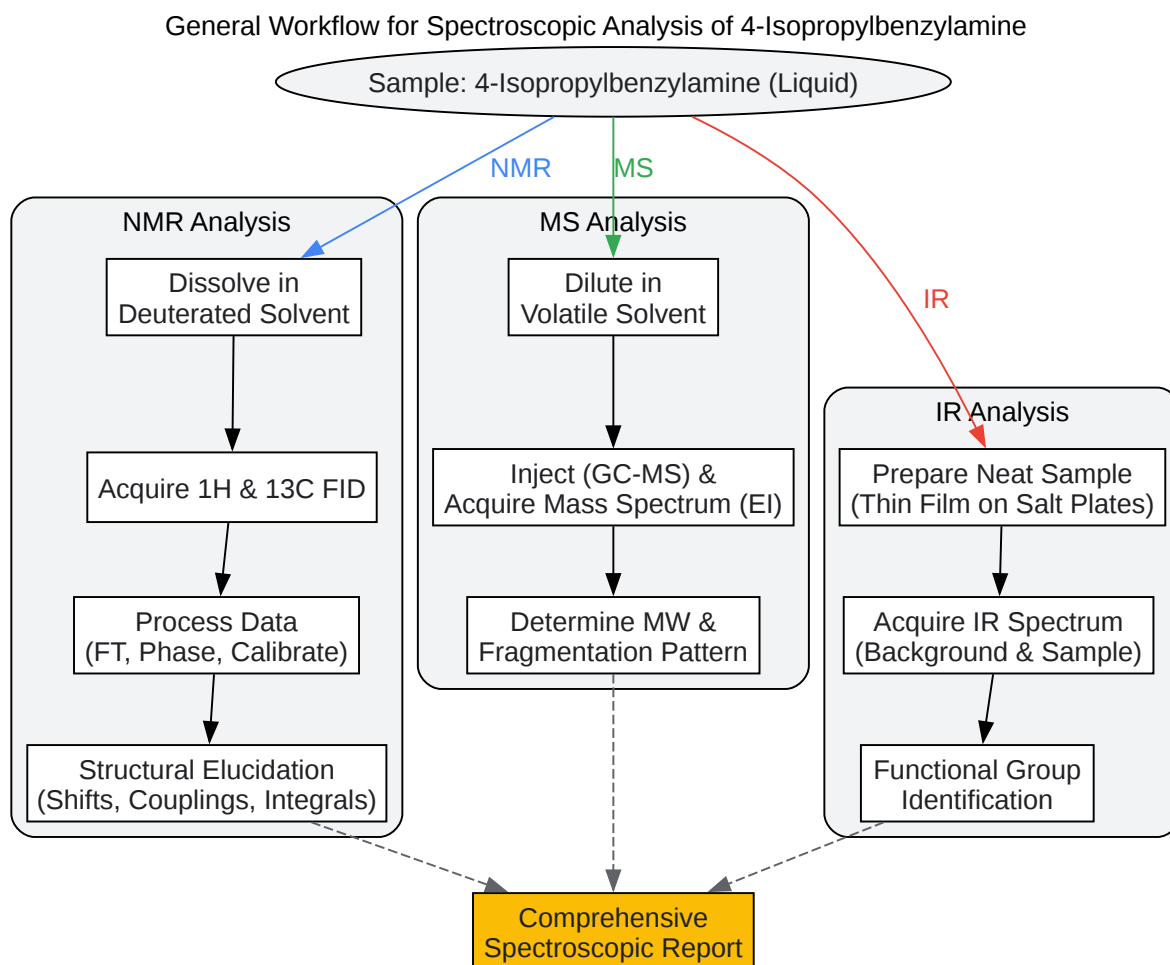 General Workflow for Spectroscopic Analysis of 4-Isopropylbenzylamine
Sample: 4-Isopropylbenzylamine (Liquid)
NMR
MS
IR
NMR Analysis
Dissolve in
Deuterated Solvent
Acquire 1H & 13C FID
Process Data
(FT, Phase, Calibrate)
Structural Elucidation
(Shifts, Couplings, Integrals)
MS Analysis
Dilute in
Volatile Solvent
Inject (GC-MS) &
Acquire Mass Spectrum (EI)
Determine MW &
Fragmentation Pattern
IR Analysis
Prepare Neat Sample
(Thin Film on Salt Plates)
Acquire IR Spectrum
(Background & Sample)
Functional Group
Identification
Comprehensive
Spectroscopic Report